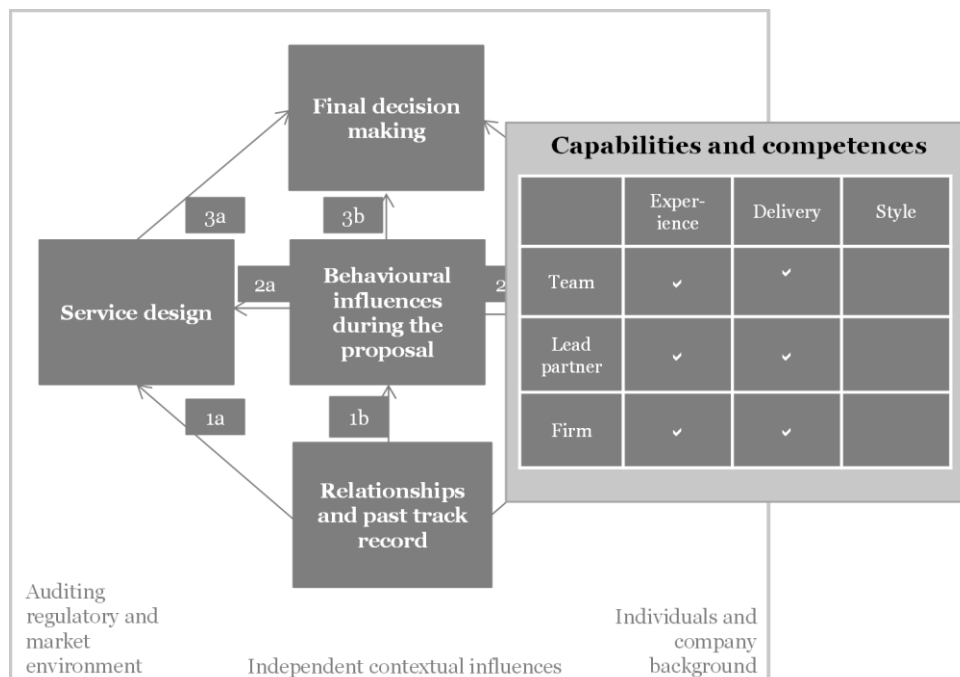 Final decision
making
Capabilities and competences
Exper-
ience
Delivery
Style
3a
3b
Team
Service design
2a
Behavioural
influences
during the
proposal
2
Lead
partner
1a
1b
Firm
Relationships
and past track
record
Auditing
regulatory and
market
environment
Independent contextual influences
Individuals and
company
background